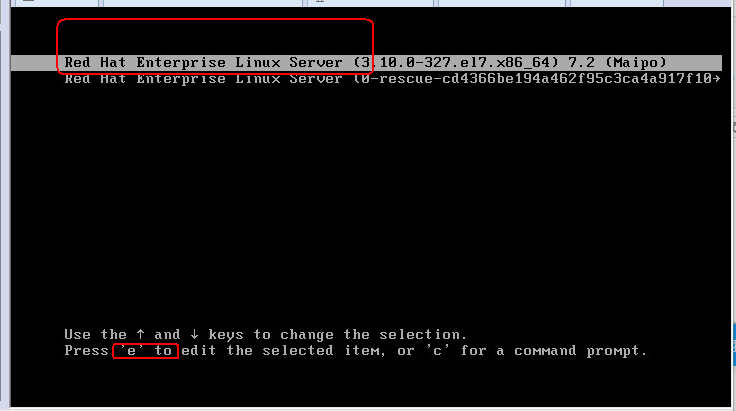 Red Hat Enterprise Linux Server (3.10.0-327.el7.x86_64) 7.2 (Maipo)
Red Hat Enterprise Linux Server (0-rescue-cd4366be194a462f95c3ca4a917f10→
Use the ↑ and ↓ keys to change the selection.
Press 'e' to edit the selected item, or 'c' for a command prompt.